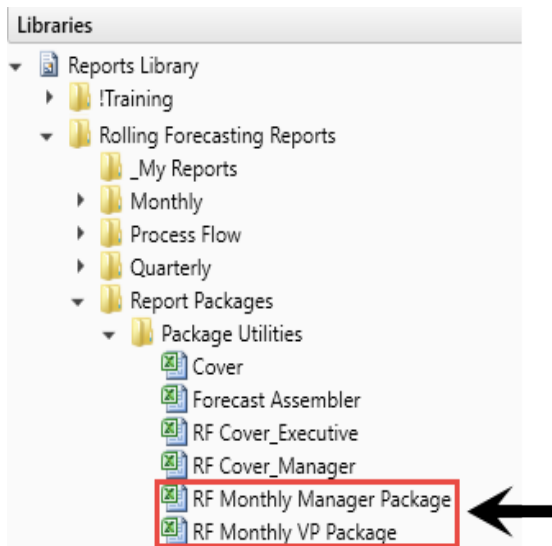 Libraries
Reports Library
!Training
Rolling Forecasting Reports
_My Reports
Monthly
Process Flow
Quarterly
Report Packages
Package Utilities
Cover
Forecast Assembler
RF Cover_Executive
RF Cover_Manager
RF Monthly Manager Package
RF Monthly VP Package